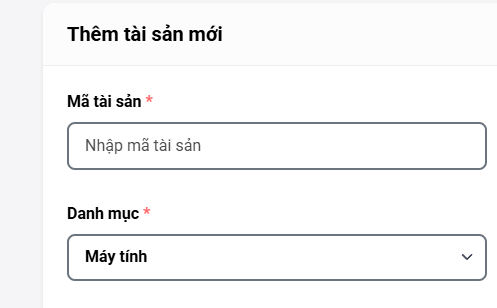 Thêm tài sản mới
Mã tài sản *
Nhập mã tài sản
Danh mục *
Máy tính